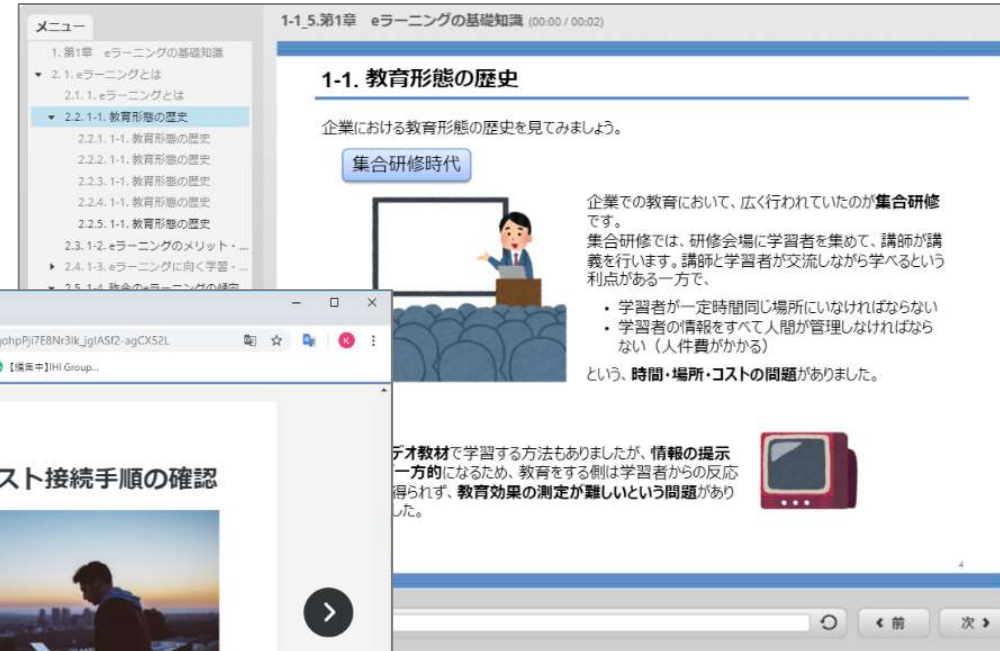 メニュー
1. 第1章 eラーニングの基礎知識
2. 1. eラーニングとは
2.1. 1. eラーニングとは
2.2. 1-1. 教育形態の歴史
2.2.1. 1-1. 教育形態の歴史
2.2.2. 1-1. 教育形態の歴史
2.2.3. 1-1. 教育形態の歴史
2.2.4. 1-1. 教育形態の歴史
2.2.5. 1-1. 教育形態の歴史
2.3. 1-2. eラーニングのメリット・...
2.4. 1-3. eラーニングに向く学習・...
2.5. 1-4. 昨今のeラーニングの傾向
1-1_5.第1章 eラーニングの基礎知識 (00:00 / 00:02)
1-1. 教育形態の歴史
企業における教育形態の歴史を見てみましょう。
集合研修時代
企業での教育において、広く行われていたのが集合研修
です。
集合研修では、研修会場に学習者を集めて、講師が講
義を行います。講師と学習者が交流しながら学べるという
利点がある一方で、
・ 学習者が一定時間同じ場所にいなければならない
・ 学習者の情報をすべて人間が管理しなければなら
ない（人件費がかかる）
という、時間・場所・コストの問題がありました。
デオ教材で学習する方法もありましたが、情報の提示
一方的になるため、教育をする側は学習者からの反応
得られず、教育効果の測定が難しいという問題があり
した。
4
前
次
K
【編集中】IHI Group...
スト接続手順の確認